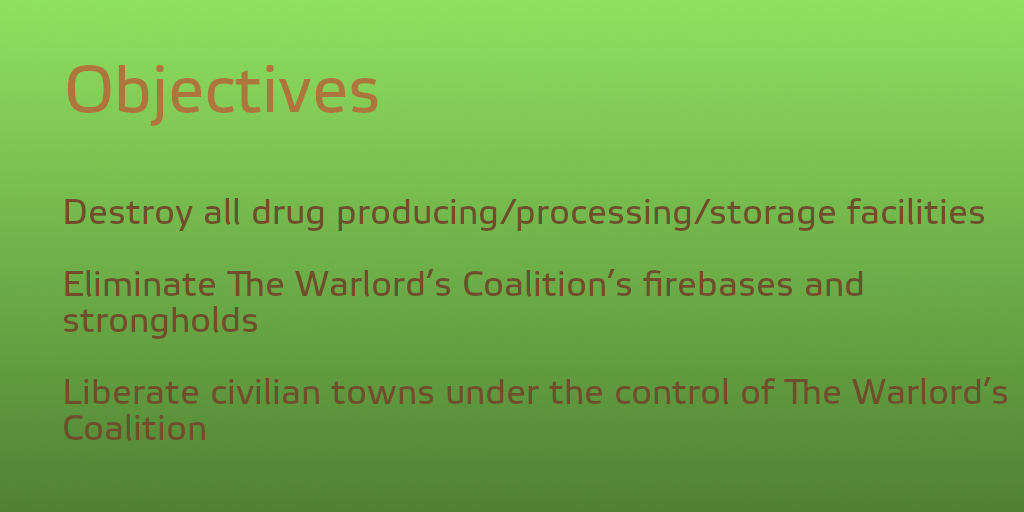 Objectives
Destroy all drug producing/processing/storage facilities
Eliminate The Warlord’s Coalition’s firebases and
strongholds
Liberate civilian towns under the control of The Warlord’s
Coalition